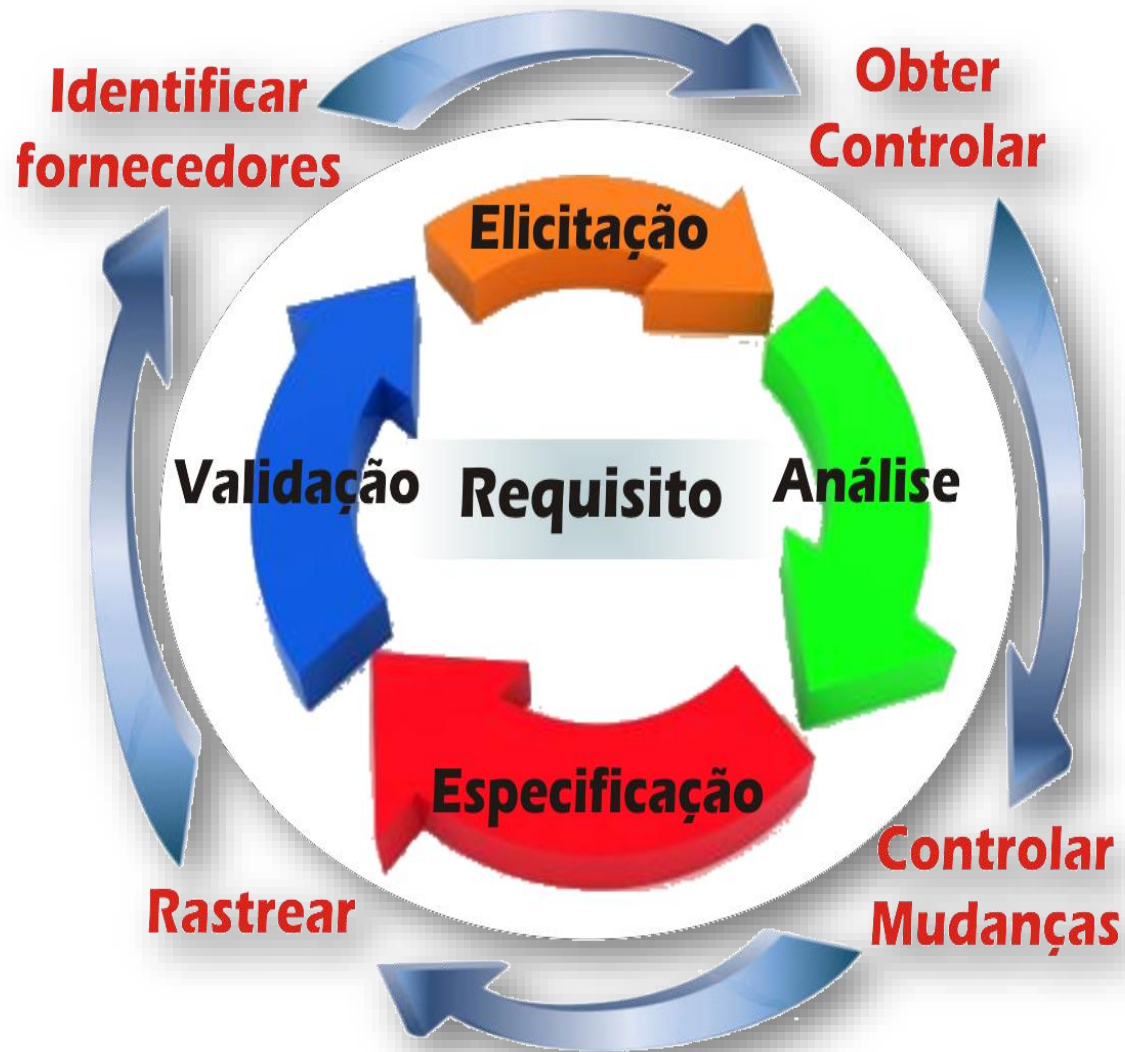 Identificar
fornecedores
Obter
Controlar
Elicitação
Validação
Requisito
Análise
Especificação
Rastrear
Controlar
Mudanças